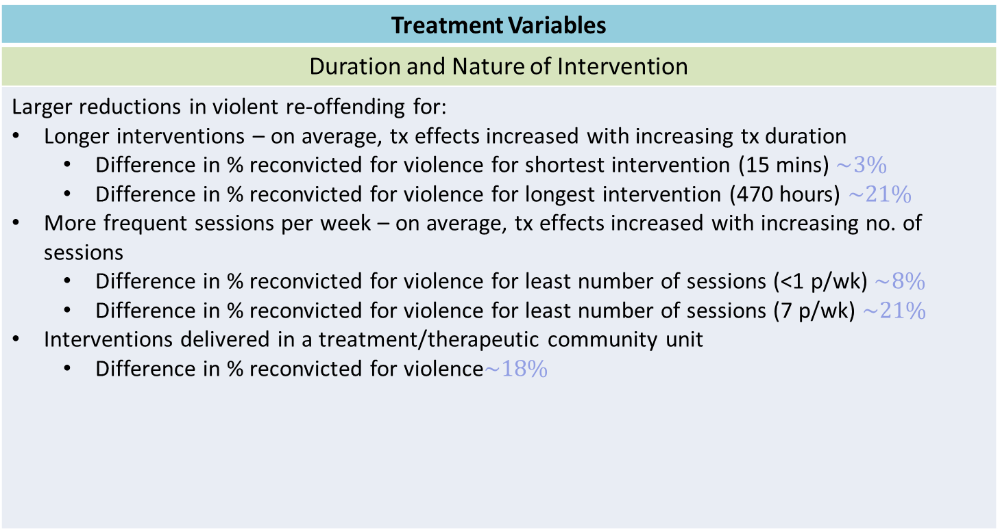 Treatment Variables
Duration and Nature of Intervention
Larger reductions in violent re-offending for:
• Longer interventions – on average, tx effects increased with increasing tx duration
• Difference in % reconvicted for violence for shortest intervention (15 mins) ~3%
• Difference in % reconvicted for violence for longest intervention (470 hours) ~21%
• More frequent sessions per week – on average, tx effects increased with increasing no. of
sessions
• Difference in % reconvicted for violence for least number of sessions (<1 p/wk) ~8%
• Difference in % reconvicted for violence for least number of sessions (7 p/wk) ~21%
• Interventions delivered in a treatment/therapeutic community unit
• Difference in % reconvicted for violence~18%